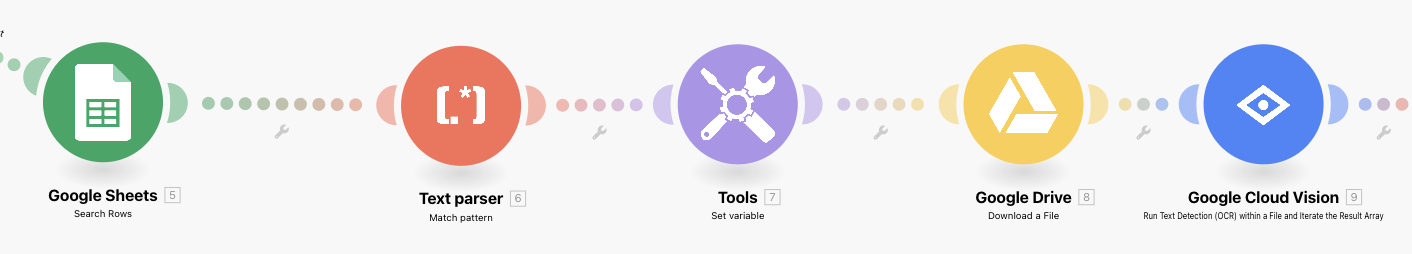 Google Sheets 5
Search Rows
Text parser 6
Match pattern
Tools 7
Set variable
Google Drive 8
Download a File
Google Cloud Vision 9
Run Text Detection (OCR) within a File and Iterate the Result Array